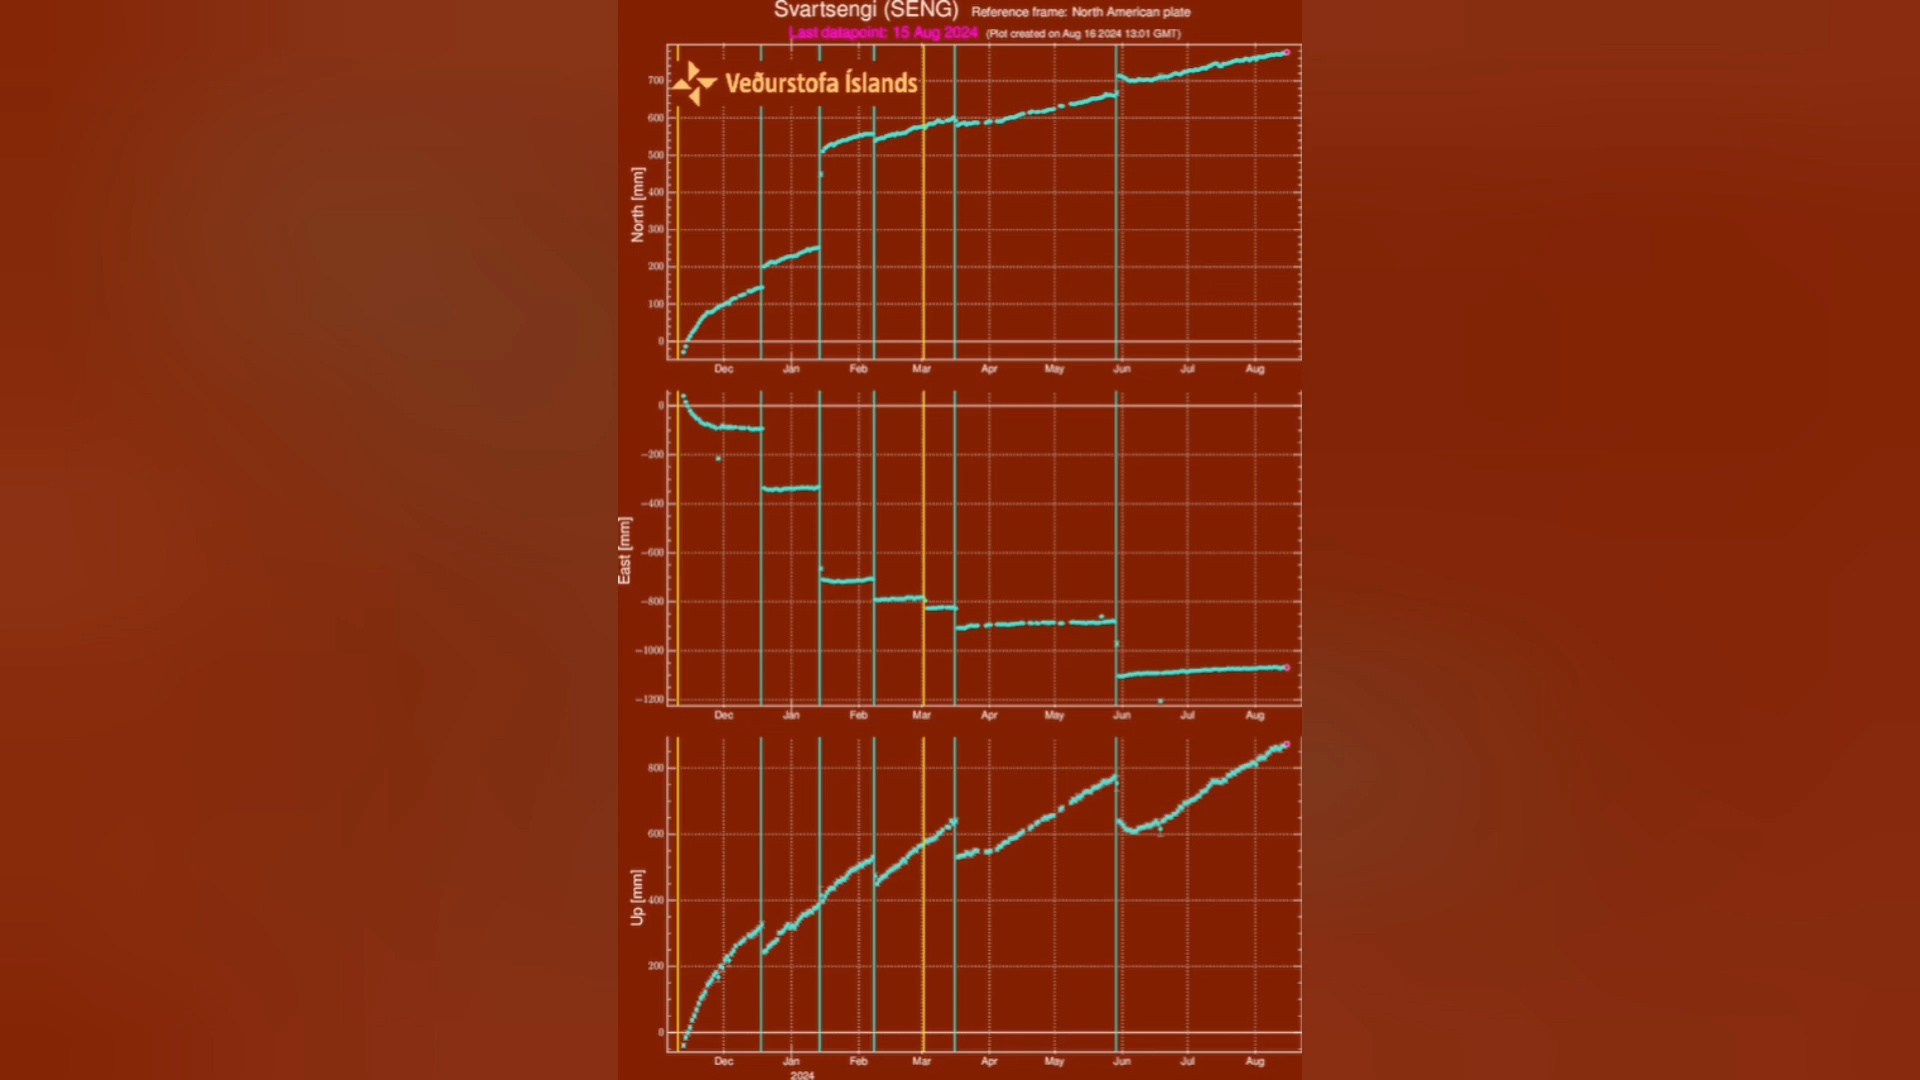 Svartsengi (SENG) Reference frame: North American plate
Last datapoint: 15 Aug 2024 (Plot created on Aug 16 2024 13:01 GMT)
Veðurstofa Íslands
North [mm]
700
600
500
400
300
200
100
0
Dec Jan Feb Mar Apr May Jun Jul Aug
East [mm]
0
−200
−400
−600
−800
−1000
−1200
Dec Jan Feb Mar Apr May Jun Jul Aug
Up [mm]
800
600
400
200
0
Dec Jan Feb Mar Apr May Jun Jul Aug
2024